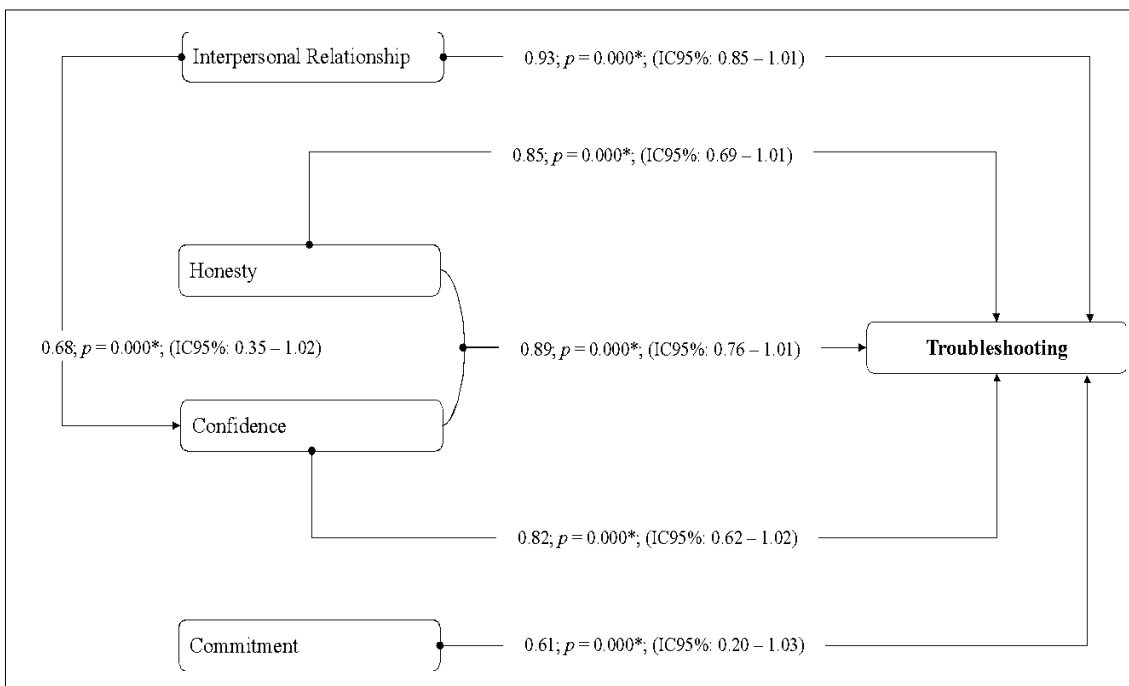 Interpersonal Relationship
0.93; p = 0.000*; (IC95%: 0.85 – 1.01)
0.85; p = 0.000*; (IC95%: 0.69 – 1.01)
Honesty
0.68; p = 0.000*; (IC95%: 0.35 – 1.02)
0.89; p = 0.000*; (IC95%: 0.76 – 1.01)
Troubleshooting
Confidence
0.82; p = 0.000*; (IC95%: 0.62 – 1.02)
Commitment
0.61; p = 0.000*; (IC95%: 0.20 – 1.03)